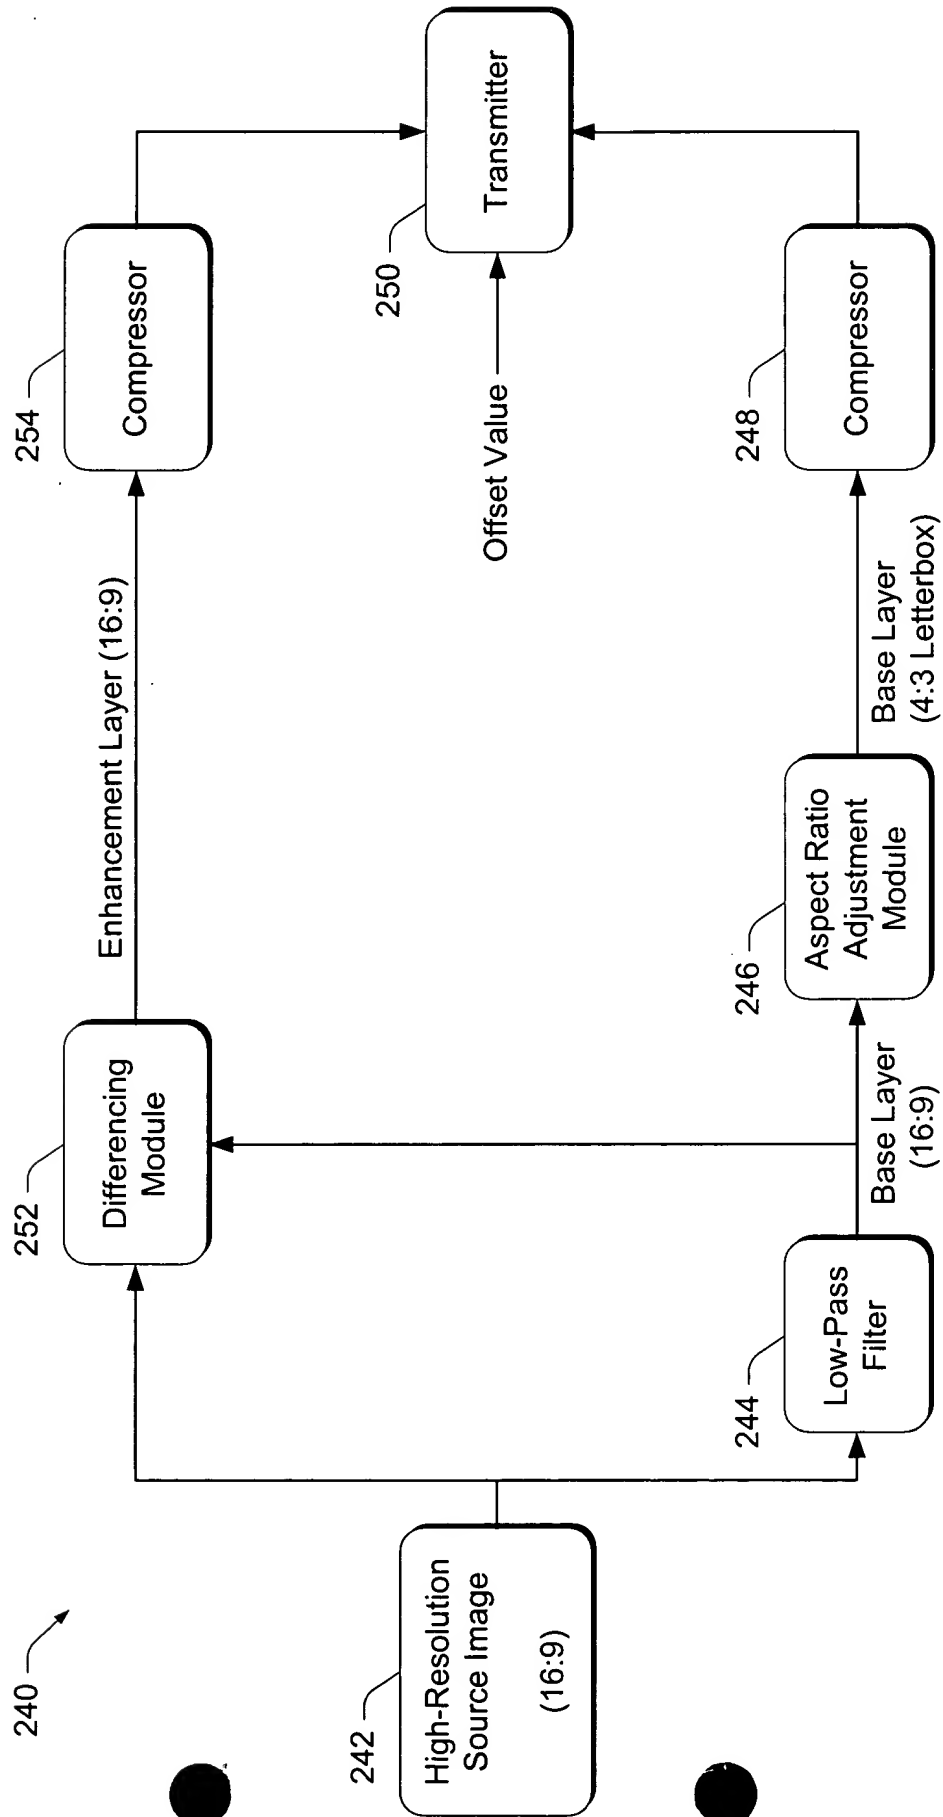 240
242
High-Resolution
Source Image
(16:9)
252
Differencing
Module
Enhancement Layer (16:9)
254
Compressor
250
Transmitter
Offset Value
244
Low-Pass
Filter
Base Layer
(16:9)
246
Aspect Ratio
Adjustment
Module
Base Layer
(4:3 Letterbox)
248
Compressor